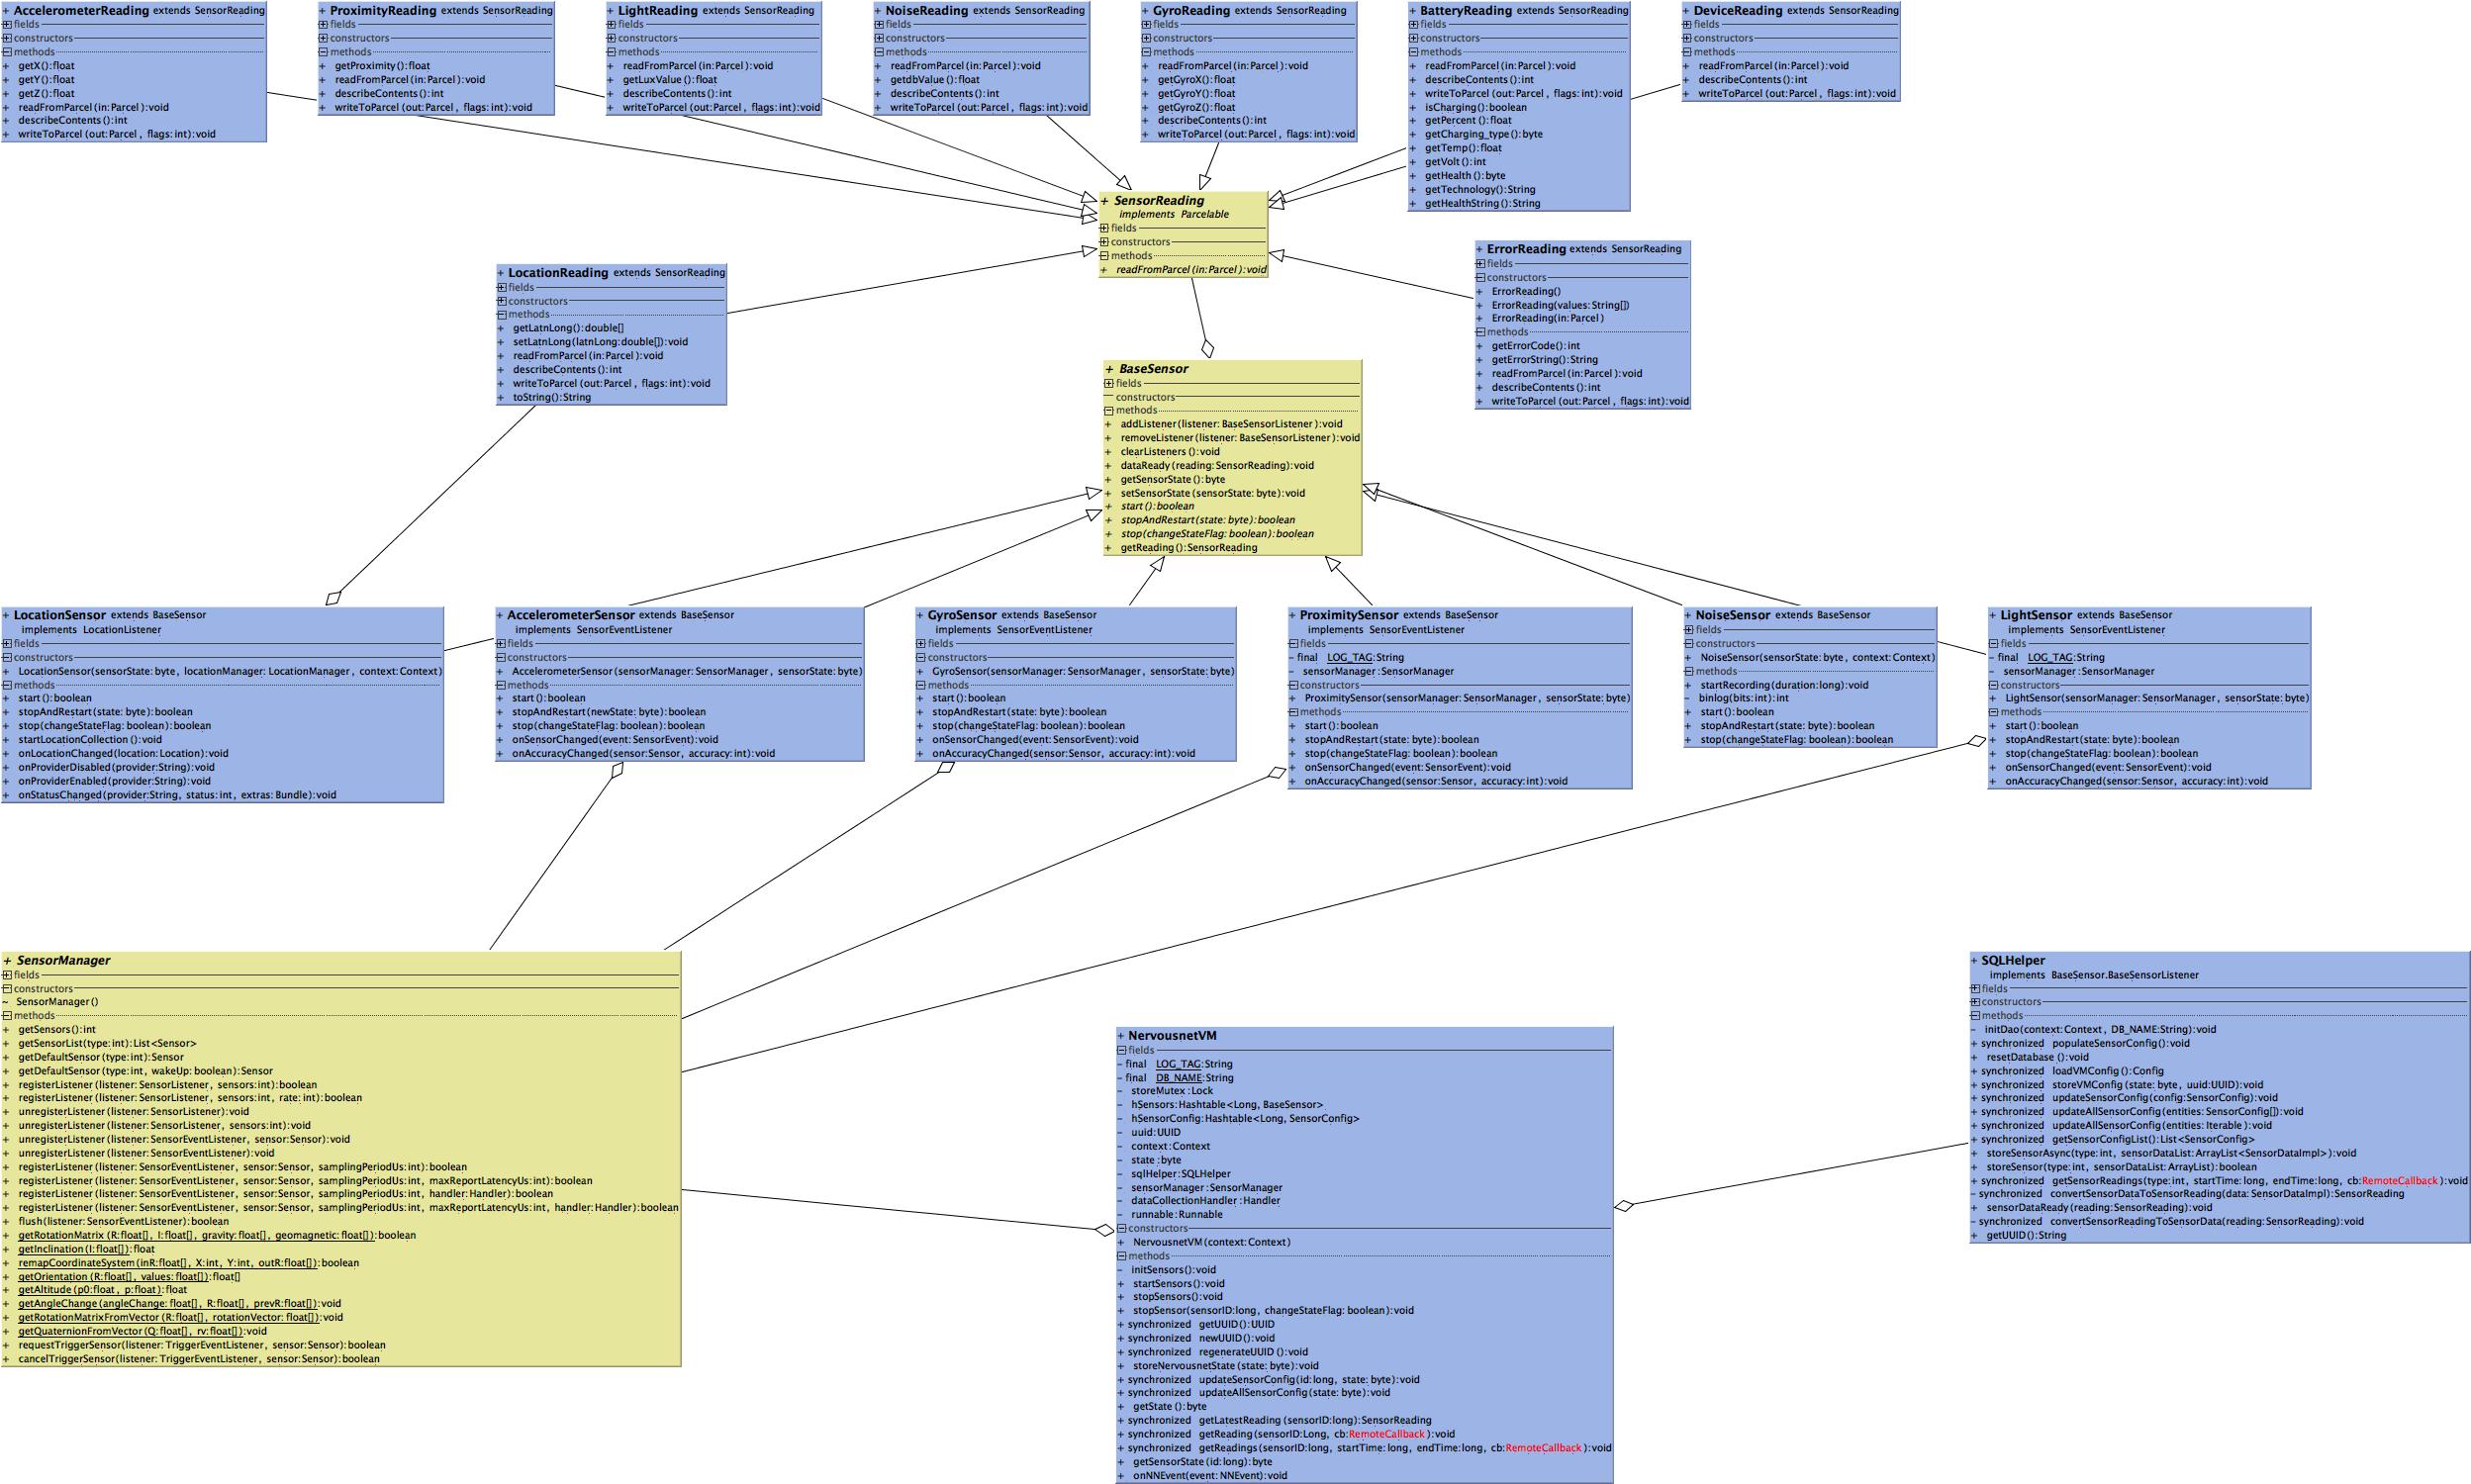 + AccelerometerReading extends SensorReading
fields
constructors
methods
+ getX():float
+ getY():float
+ getZ():float
+ readFromParcel(in:Parcel):void
+ describeContents():int
+ writeToParcel(out:Parcel, flags:int):void
+ ProximityReading extends SensorReading
fields
constructors
methods
+ getProximity():float
+ readFromParcel(in:Parcel):void
+ describeContents():int
+ writeToParcel(out:Parcel, flags:int):void
+ LightReading extends SensorReading
fields
constructors
methods
+ readFromParcel(in:Parcel):void
+ getLuxValue():float
+ describeContents():int
+ writeToParcel(out:Parcel, flags:int):void
+ NoiseReading extends SensorReading
fields
constructors
methods
+ readFromParcel(in:Parcel):void
+ getdbValue():float
+ describeContents():int
+ writeToParcel(out:Parcel, flags:int):void
+ GyroReading extends SensorReading
fields
constructors
methods
+ readFromParcel(in:Parcel):void
+ getGyroX():float
+ getGyroY():float
+ getGyroZ():float
+ describeContents():int
+ writeToParcel(out:Parcel, flags:int):void
+ BatteryReading extends SensorReading
fields
constructors
methods
+ readFromParcel(in:Parcel):void
+ describeContents():int
+ writeToParcel(out:Parcel, flags:int):void
+ isCharging():boolean
+ getPercent():float
+ getCharging_type():byte
+ getTemp():float
+ getVolt():int
+ getHealth():byte
+ getTechnology():String
+ getHealthString():String
+ DeviceReading extends SensorReading
fields
constructors
methods
+ readFromParcel(in:Parcel):void
+ describeContents():int
+ writeToParcel(out:Parcel, flags:int):void
+ SensorReading
implements Parcelable
fields
constructors
methods
+ readFromParcel(in:Parcel):void
+ LocationReading extends SensorReading
fields
constructors
methods
+ getLatnLong():double[]
+ setLatnLong(latnLong:double[]):void
+ readFromParcel(in:Parcel):void
+ describeContents():int
+ writeToParcel(out:Parcel, flags:int):void
+ toString():String
+ ErrorReading extends SensorReading
fields
constructors
+ ErrorReading()
+ ErrorReading(values:String[])
+ ErrorReading(in:Parcel)
methods
+ getErrorCode():int
+ getErrorString():String
+ readFromParcel(in:Parcel):void
+ describeContents():int
+ writeToParcel(out:Parcel, flags:int):void
+ BaseSensor
fields
constructors
methods
+ addListener(listener:BaseSensorListener):void
+ removeListener(listener:BaseSensorListener):void
+ clearListeners():void
+ dataReady(reading:SensorReading):void
+ getSensorState():byte
+ setSensorState(sensorState:byte):void
+ start():boolean
+ stopAndRestart(state:byte):boolean
+ stop(changeStateFlag:boolean):boolean
+ getReading():SensorReading
+ LocationSensor extends BaseSensor
implements LocationListener
fields
constructors
+ LocationSensor(sensorState:byte, locationManager:LocationManager, context:Context)
methods
+ start():boolean
+ stopAndRestart(state:byte):boolean
+ stop(changeStateFlag:boolean):boolean
+ startLocationCollection():void
+ onLocationChanged(location:Location):void
+ onProviderDisabled(provider:String):void
+ onProviderEnabled(provider:String):void
+ onStatusChanged(provider:String, status:int, extras:Bundle):void
+ AccelerometerSensor extends BaseSensor
implements SensorEventListener
fields
constructors
+ AccelerometerSensor(sensorManager:SensorManager, sensorState:byte)
methods
+ start():boolean
+ stopAndRestart(newState:byte):boolean
+ stop(changeStateFlag:boolean):boolean
+ onSensorChanged(event:SensorEvent):void
+ onAccuracyChanged(sensor:Sensor, accuracy:int):void
+ GyroSensor extends BaseSensor
implements SensorEventListener
fields
constructors
+ GyroSensor(sensorManager:SensorManager, sensorState:byte)
methods
+ start():boolean
+ stopAndRestart(state:byte):boolean
+ stop(changeStateFlag:boolean):boolean
+ onSensorChanged(event:SensorEvent):void
+ onAccuracyChanged(sensor:Sensor, accuracy:int):void
+ ProximitySensor extends BaseSensor
implements SensorEventListener
fields
- final LOG_TAG:String
- sensorManager:SensorManager
constructors
+ ProximitySensor(sensorManager:SensorManager, sensorState:byte)
methods
+ start():boolean
+ stopAndRestart(state:byte):boolean
+ stop(changeStateFlag:boolean):boolean
+ onSensorChanged(event:SensorEvent):void
+ onAccuracyChanged(sensor:Sensor, accuracy:int):void
+ NoiseSensor extends BaseSensor
fields
constructors
+ NoiseSensor(sensorState:byte, context:Context)
methods
+ startRecording(duration:long):void
- binlog(bits:int):int
+ start():boolean
+ stopAndRestart(state:byte):boolean
+ stop(changeStateFlag:boolean):boolean
+ LightSensor extends BaseSensor
implements SensorEventListener
fields
- final LOG_TAG:String
- sensorManager:SensorManager
constructors
+ LightSensor(sensorManager:SensorManager, sensorState:byte)
methods
+ start():boolean
+ stopAndRestart(state:byte):boolean
+ stop(changeStateFlag:boolean):boolean
+ onSensorChanged(event:SensorEvent):void
+ onAccuracyChanged(sensor:Sensor, accuracy:int):void
+ SensorManager
fields
constructors
~ SensorManager()
methods
+ getSensors():int
+ getSensorList(type:int):List<Sensor>
+ getDefaultSensor(type:int):Sensor
+ getDefaultSensor(type:int, wakeUp:boolean):Sensor
+ registerListener(listener:SensorListener, sensors:int):boolean
+ registerListener(listener:SensorListener, sensors:int, rate:int):boolean
+ unregisterListener(listener:SensorListener):void
+ unregisterListener(listener:SensorListener, sensors:int):void
+ unregisterListener(listener:SensorEventListener, sensor:Sensor):void
+ unregisterListener(listener:SensorEventListener):void
+ registerListener(listener:SensorEventListener, sensor:Sensor, samplingPeriodUs:int):boolean
+ registerListener(listener:SensorEventListener, sensor:Sensor, samplingPeriodUs:int, maxReportLatencyUs:int):boolean
+ registerListener(listener:SensorEventListener, sensor:Sensor, samplingPeriodUs:int, handler:Handler):boolean
+ registerListener(listener:SensorEventListener, sensor:Sensor, samplingPeriodUs:int, maxReportLatencyUs:int, handler:Handler):boolean
+ flush(listener:SensorEventListener):boolean
+ getRotationMatrix(R:float[], I:float[], gravity:float[], geomagnetic:float[]):boolean
+ getInclination(I:float[]):float
+ remapCoordinateSystem(inR:float[], X:int, Y:int, outR:float[]):boolean
+ getOrientation(R:float[], values:float[]):float[]
+ getAltitude(p0:float, p:float):float
+ getAngleChange(angleChange:float[], R:float[], prevR:float[]):void
+ getRotationMatrixFromVector(R:float[], rotationVector:float[]):void
+ getQuaternionFromVector(Q:float[], rv:float[]):void
+ requestTriggerSensor(listener:TriggerEventListener, sensor:Sensor):boolean
+ cancelTriggerSensor(listener:TriggerEventListener, sensor:Sensor):boolean
+ NervousnetVM
fields
- final LOG_TAG:String
- final DB_NAME:String
- storeMutex:Lock
- hSensors:Hashtable<Long, BaseSensor>
- hSensorConfig:Hashtable<Long, SensorConfig>
- uuid:UUID
- context:Context
- state:byte
- sqlHelper:SQLHelper
- sensorManager:SensorManager
- dataCollectionHandler:Handler
- runnable:Runnable
constructors
+ NervousnetVM(context:Context)
methods
- initSensors():void
+ startSensors():void
+ stopSensors():void
+ stopSensor(sensorID:long, changeStateFlag:boolean):void
+ synchronized getUUID():UUID
+ synchronized newUUID():void
+ synchronized regenerateUUID():void
+ storeNervousnetState(state:byte):void
+ synchronized updateSensorConfig(id:long, state:byte):void
+ synchronized updateAllSensorConfig(state:byte):void
+ getState():byte
+ synchronized getLatestReading(sensorID:long):SensorReading
+ synchronized getReading(sensorID:Long, cb:RemoteCallback):void
+ synchronized getReadings(sensorID:long, startTime:long, endTime:long, cb:RemoteCallback):void
+ getSensorState(id:long):byte
+ onNNEvent(event:NNEvent):void
+ SQLHelper
implements BaseSensor.BaseSensorListener
fields
constructors
methods
- initDao(context:Context, DB_NAME:String):void
+ synchronized populateSensorConfig():void
+ resetDatabase():void
+ synchronized loadVMConfig():Config
+ synchronized storeVMConfig(state:byte, uuid:UUID):void
+ synchronized updateSensorConfig(config:SensorConfig):void
+ synchronized updateAllSensorConfig(entities:SensorConfig[]):void
+ synchronized updateAllSensorConfig(entities:Iterable):void
+ synchronized getSensorConfigList():List<SensorConfig>
+ storeSensorAsync(type:int, sensorDataList:ArrayList<SensorDataImpl>):void
+ storeSensor(type:int, sensorDataList:ArrayList):boolean
+ synchronized getSensorReadings(type:int, startTime:long, endTime:long, cb:RemoteCallback):void
- synchronized convertSensorDataToSensorReading(data:SensorDataImpl):SensorReading
+ sensorDataReady(reading:SensorReading):void
- synchronized convertSensorReadingToSensorData(reading:SensorReading):void
+ getUUID():String